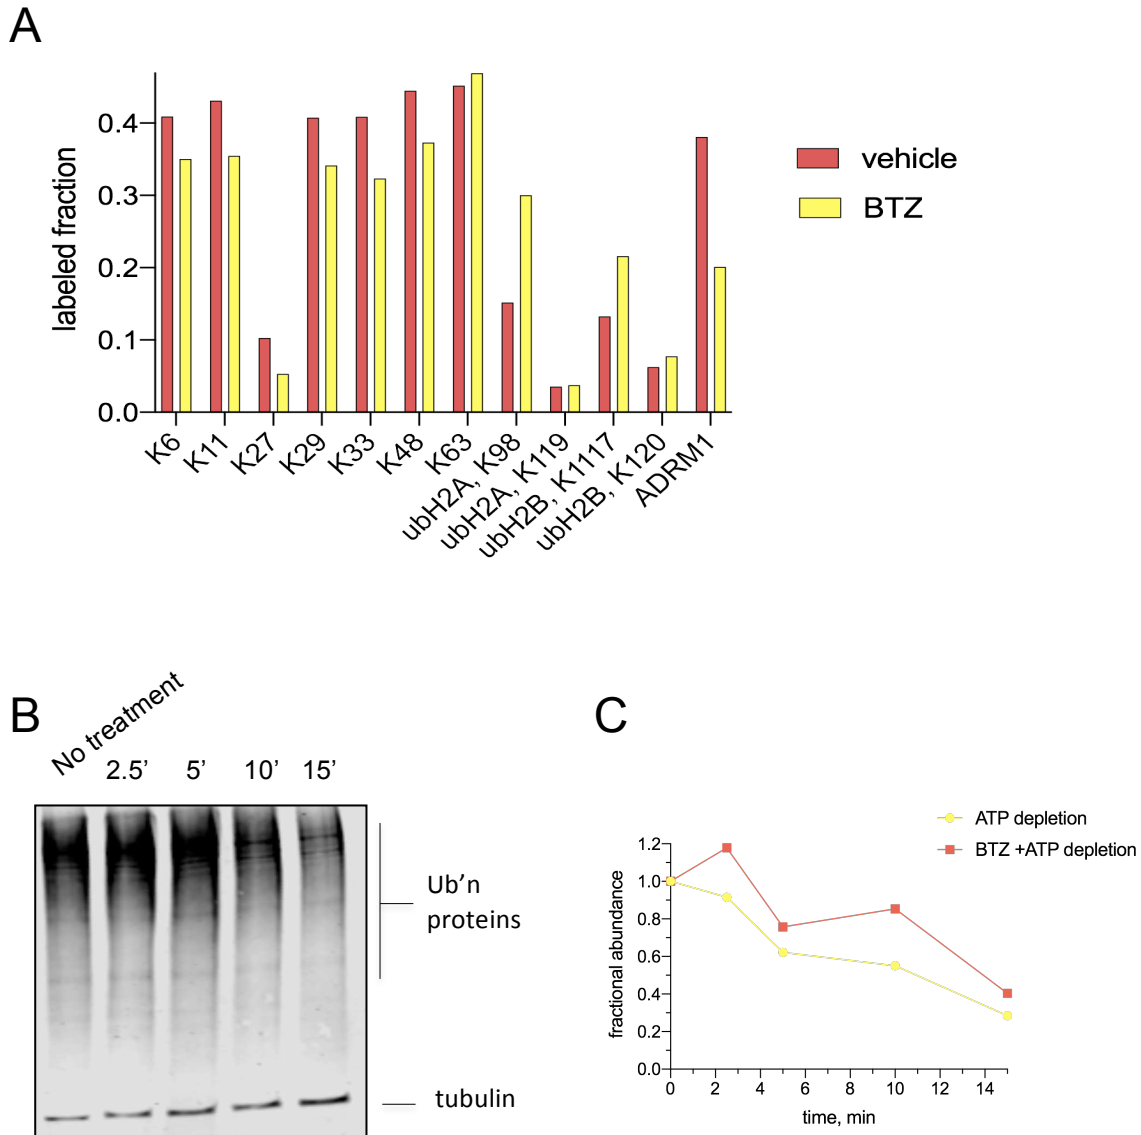 A
labeled fraction
0.4
0.3
0.2
0.1
0.0
K6
K11
K27
K29
K33
K48
K63
ubH2A, K98
ubH2A, K119
ubH2B, K1117
ubH2B, K120
ADRM1
vehicle
BTZ
B
No treatment
2.5’
5’
10’
15’
Ub’n
proteins
tubulin
C
ATP depletion
BTZ +ATP depletion
fractional abundance
1.2
1.0
0.8
0.6
0.4
0.2
0.0
0 2 4 6 8 10 12 14
time, min